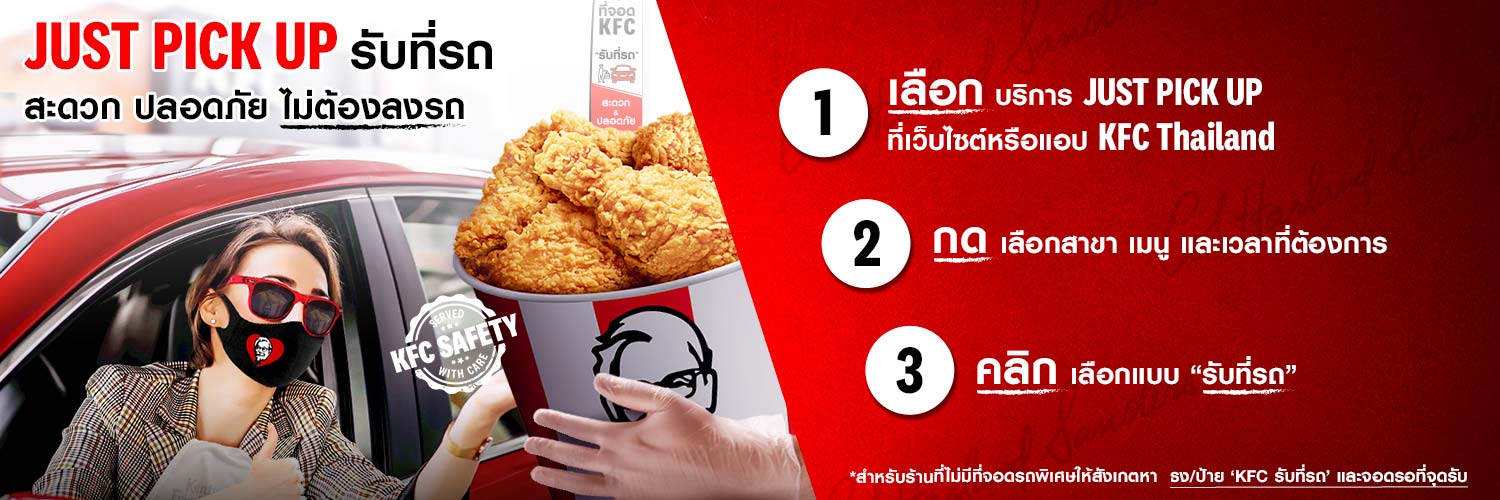 JUST PICK UP รับที่รถ
สะดวก ปลอดภัย ไม่ต้องลงรถ
ที่จอด
KFC
“รับที่รถ”
สะดวก
&
ปลอดภัย
SERVED
KFC SAFETY
WITH CARE
1
เลือก บริการ JUST PICK UP
ที่เว็บไซต์หรือแอป KFC Thailand
2
กด เลือกสาขา เมนู และเวลาที่ต้องการ
3
คลิก เลือกแบบ “รับที่รถ”
*สำหรับร้านที่ไม่มีที่จอดรถพิเศษให้สังเกตหา ธง/ป้าย ‘KFC รับที่รถ’ และจอดรอที่จุดรับ